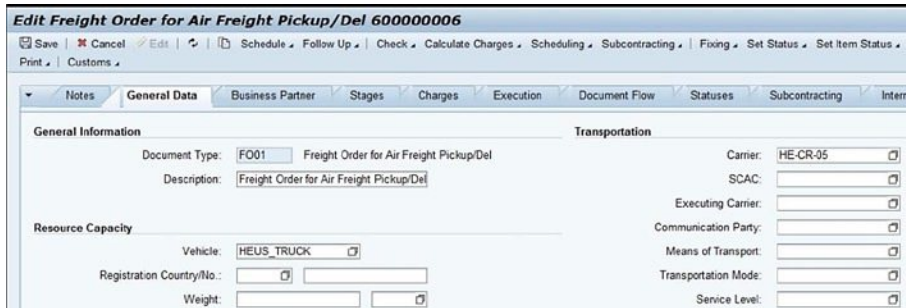 Edit Freight Order for Air Freight Pickup/Del 600000006
Save | Cancel Edit | | Schedule Follow Up | Check Calculate Charges Scheduling Subcontracting | Fixing Set Status Set Item Status
Print | Customs
Notes General Data Business Partner Stages Charges Execution Document Flow Statuses Subcontracting Intern
General Information Transportation
Document Type: FO01 Freight Order for Air Freight Pickup/Del Carrier: HE-CR-05
Description: Freight Order for Air Freight Pickup/Del SCAC:
Executing Carrier:
Resource Capacity Communication Party:
Vehicle: HEUS_TRUCK Means of Transport:
Registration Country/No.: Transportation Mode:
Weight: Service Level: